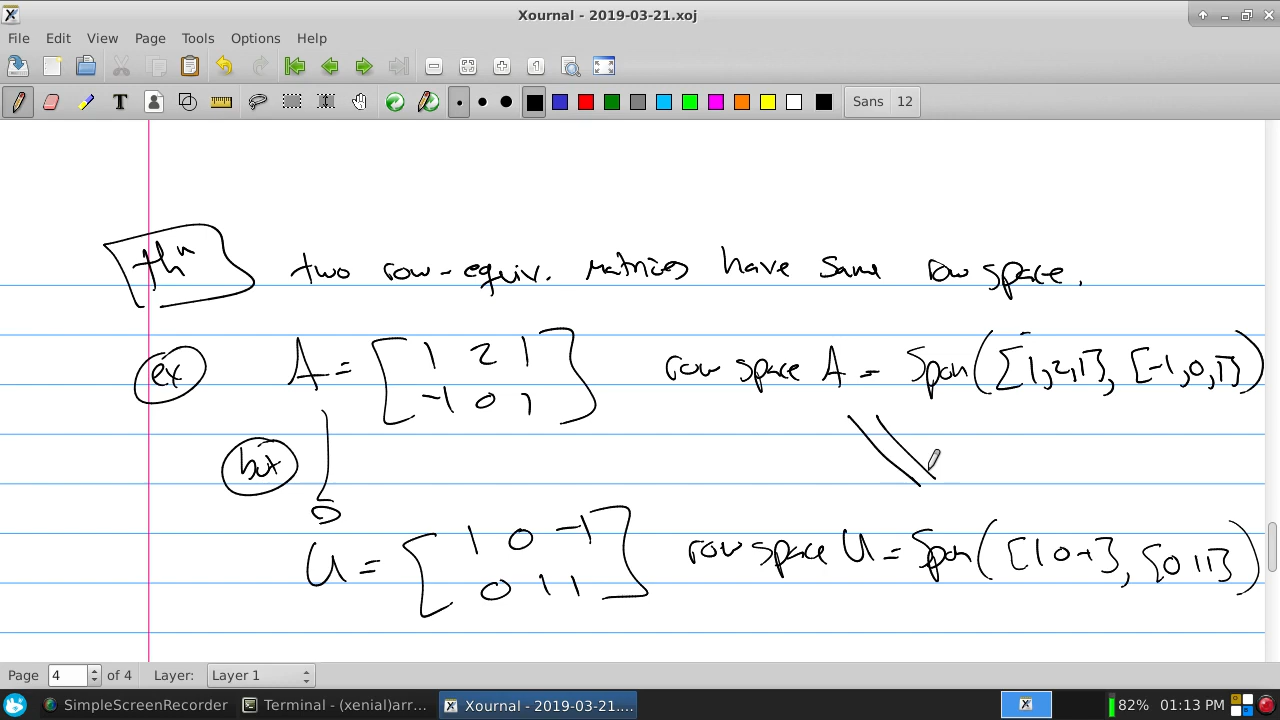 Xournal - 2019-03-21.xoj
File Edit View Page Tools Options Help
Sans 12
thⁿ two row-equiv. matrices have same row space.
ex A = [ 1 2 1 row space A = Span([1,2,1], [-1,0,1])
-1 0 1 ]
but
U = [ 1 0 -1 row space U = Span([1 0 -1], [0 1 1])
0 1 1 ]
Page 4 of 4 Layer: Layer 1
SimpleScreenRecorder Terminal - (xenial)arr... Xournal - 2019-03-21.... 82% 01:13 PM